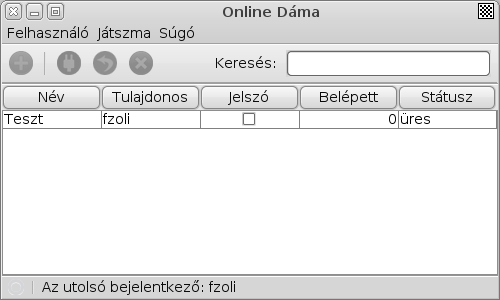 Online Dáma
Felhasználó Játszma Súgó
Keresés:
Név Tulajdonos Jelszó Belépett Státusz
Teszt fzoli 0 üres
Az utolsó bejelentkező: fzoli